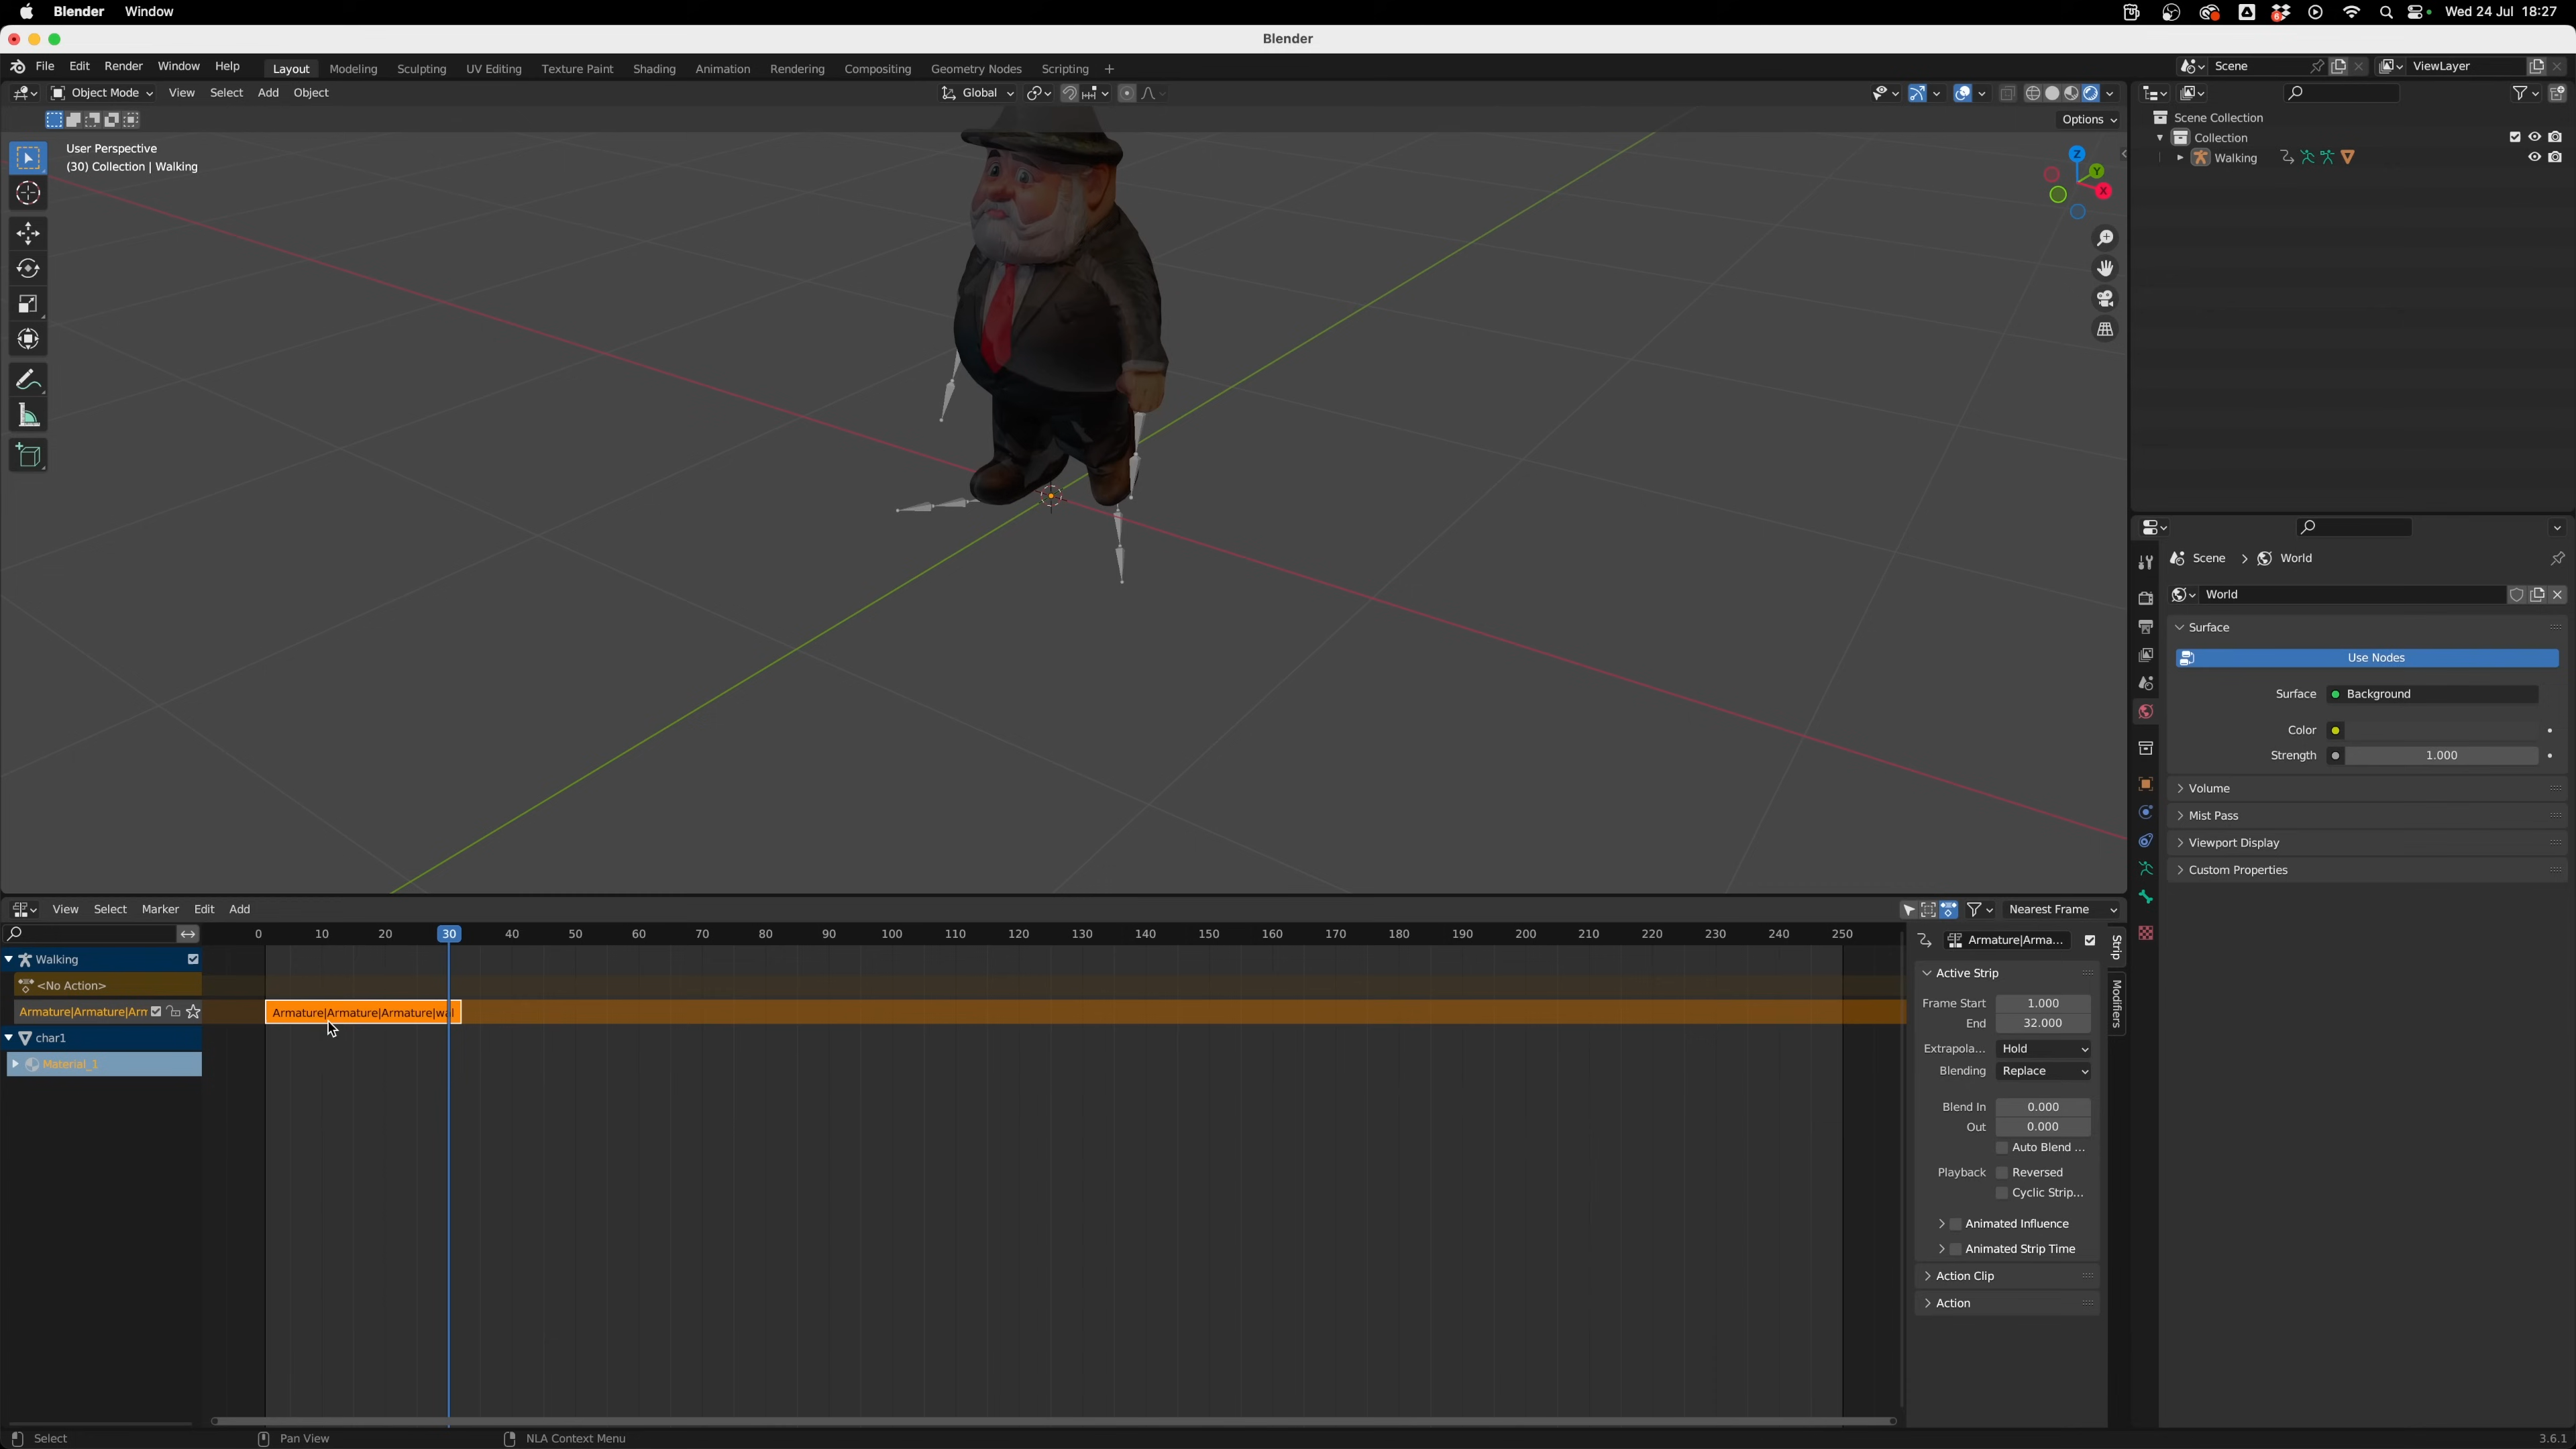 Blender Window Wed 24 Jul 18:27
Blender
File Edit Render Window Help Layout Modeling Sculpting UV Editing Texture Paint Shading Animation Rendering Compositing Geometry Nodes Scripting + Scene ViewLayer
Object Mode View Select Add Object Global
Options
Scene Collection
Collection
Walking
User Perspective
(30) Collection | Walking
Z
Y
X
Scene > World
World
Surface
Use Nodes
Surface Background
Color
Strength 1.000
Volume
Mist Pass
Viewport Display
Custom Properties
View Select Marker Edit Add Nearest Frame
0 10 20 30 40 50 60 70 80 90 100 110 120 130 140 150 160 170 180 190 200 210 220 230 240 250
Walking
<No Action>
Armature|Armature|Arm
Armature|Armature|Armature|wal
char1
Material_1
Armature|Arma...
Strip
Modifiers
Active Strip
Frame Start 1.000
End 32.000
Extrapola... Hold
Blending Replace
Blend In 0.000
Out 0.000
Auto Blend ...
Playback Reversed
Cyclic Strip...
Animated Influence
Animated Strip Time
Action Clip
Action
Select Pan View NLA Context Menu 3.6.1